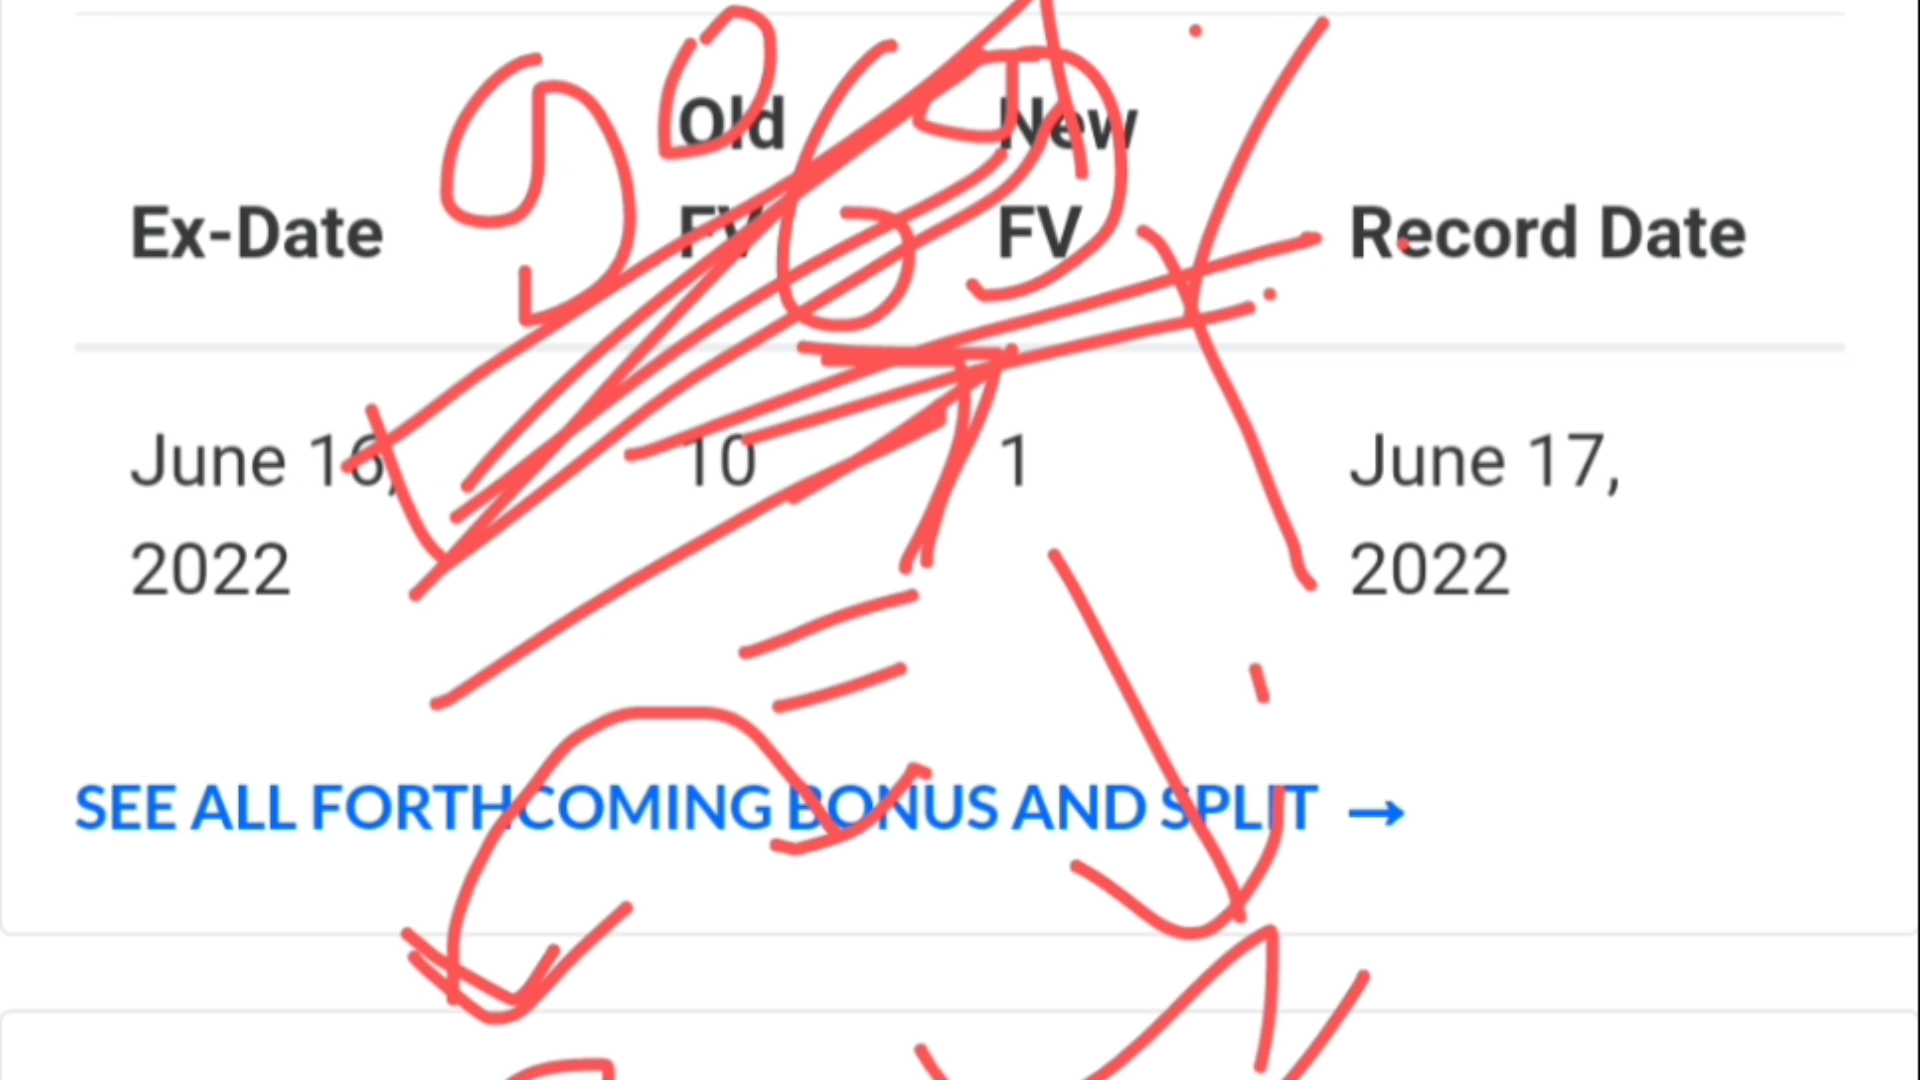 Old New
Ex-Date FV FV Record Date
June 16, 10 1 June 17,
2022 2022
SEE ALL FORTHCOMING BONUS AND SPLIT →